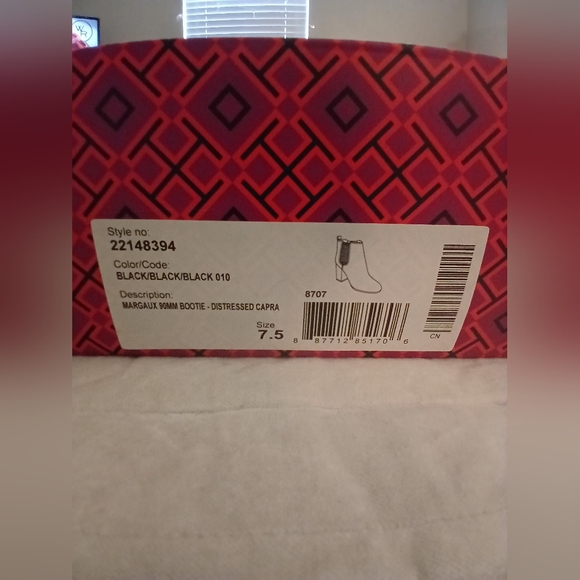 Style no:
22148394
Color/Code:
BLACK/BLACK/BLACK 010
Description:
MARGAUX 90MM BOOTIE - DISTRESSED CAPRA
Size
7.5
8707
8 87712 85170 6
CN